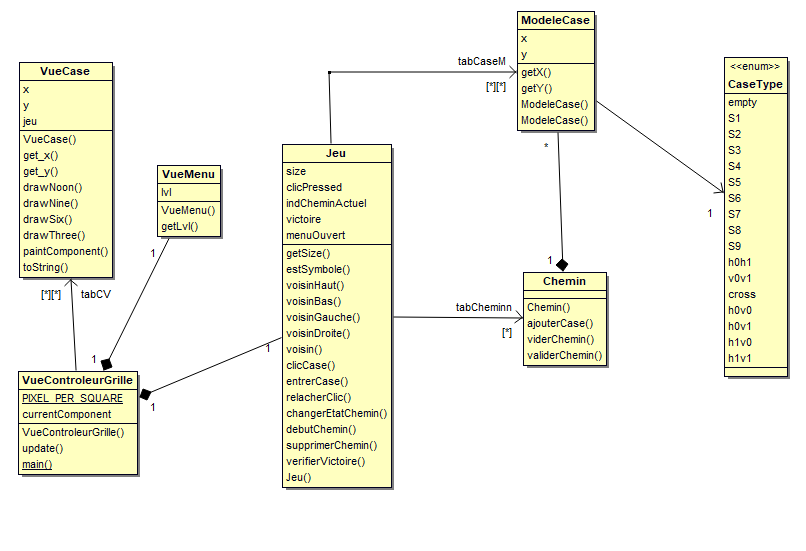 VueCase
x
y
jeu
VueCase()
get_x()
get_y()
drawNoon()
drawNine()
drawSix()
drawThree()
paintComponent()
toString()
[*][*]
tabCV
VueMenu
lvl
VueMenu()
getLvl()
1
1
VueControleurGrille
PIXEL_PER_SQUARE
currentComponent
VueControleurGrille()
update()
main()
1
1
Jeu
size
clicPressed
indCheminActuel
victoire
menuOuvert
getSize()
estSymbole()
voisinHaut()
voisinBas()
voisinGauche()
voisinDroite()
voisin()
clicCase()
entrerCase()
relacherClic()
changerEtatChemin()
debutChemin()
supprimerChemin()
verifierVictoire()
Jeu()
tabCaseM
[*][*]
ModeleCase
x
y
getX()
getY()
ModeleCase()
ModeleCase()
*
1
tabCheminn
[*]
Chemin
Chemin()
ajouterCase()
viderChemin()
validerChemin()
1
<<enum>>
CaseType
empty
S1
S2
S3
S4
S5
S6
S7
S8
S9
h0h1
v0v1
cross
h0v0
h0v1
h1v0
h1v1